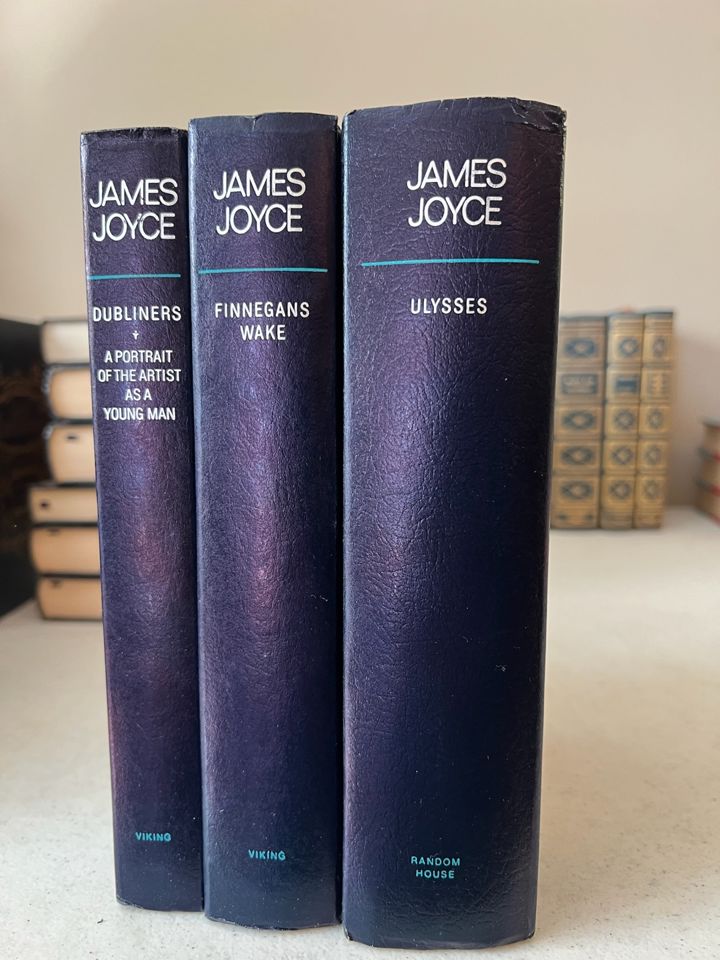 JAMES
JOYCE
DUBLINERS
+
A PORTRAIT
OF THE ARTIST
AS A
YOUNG MAN
VIKING
JAMES
JOYCE
FINNEGANS
WAKE
VIKING
JAMES
JOYCE
ULYSSES
RANDOM
HOUSE